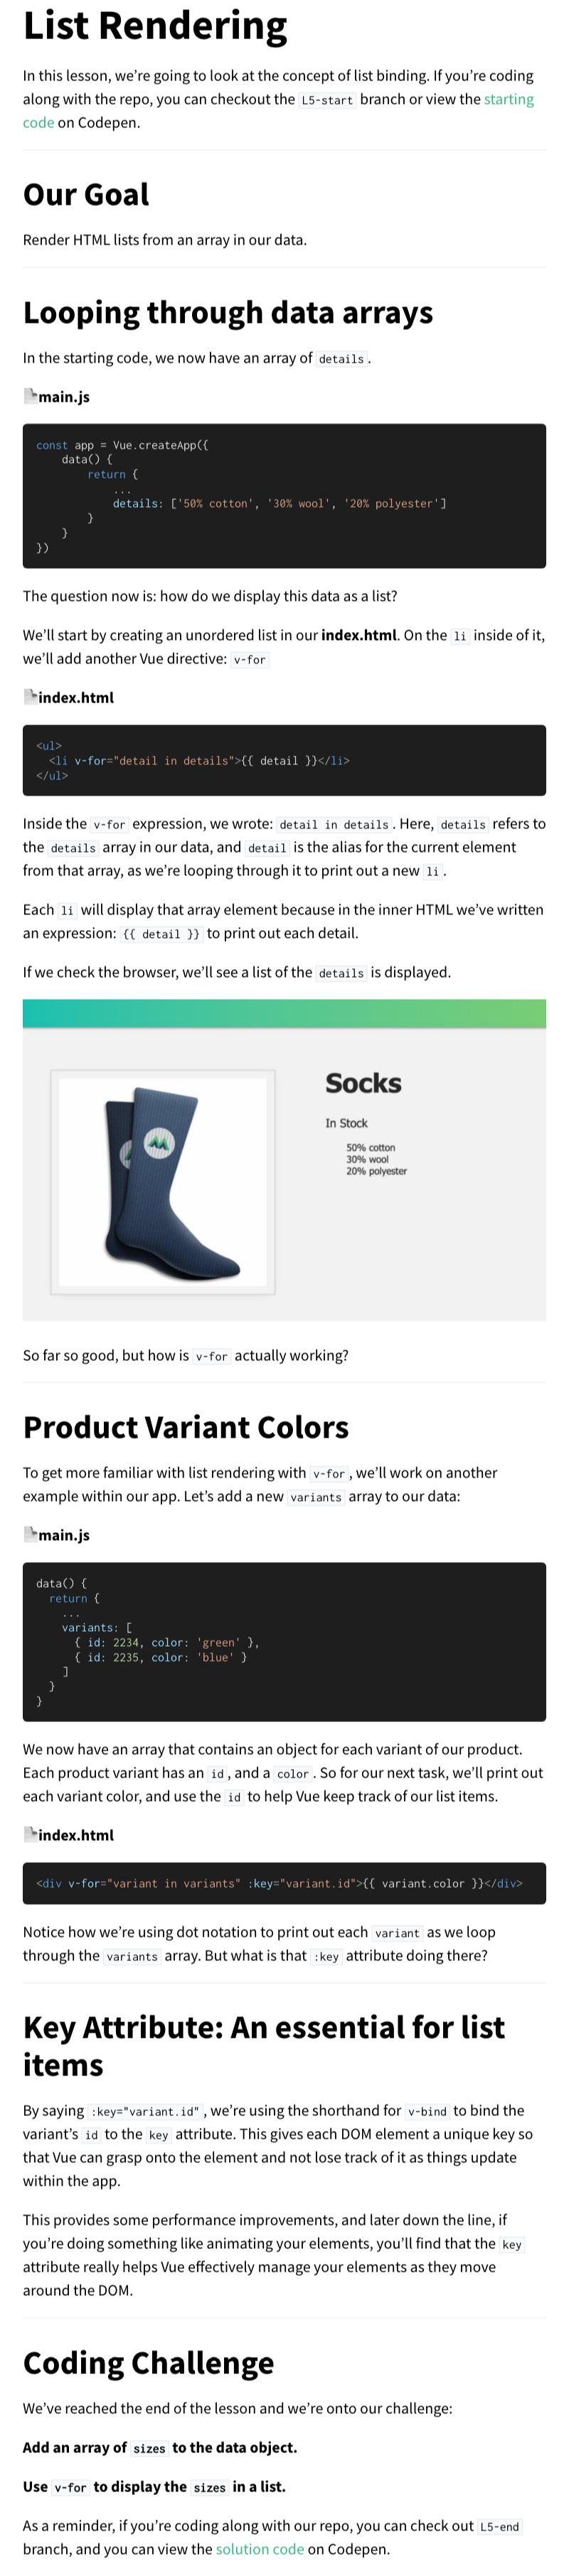 List Rendering
In this lesson, we’re going to look at the concept of list binding. If you’re coding
along with the repo, you can checkout the L5-start branch or view the starting
code on Codepen.
Our Goal
Render HTML lists from an array in our data.
Looping through data arrays
In the starting code, we now have an array of details.
main.js
const app = Vue.createApp({
    data() {
        return {
            ...
            details: ['50% cotton', '30% wool', '20% polyester']
        }
    }
})
The question now is: how do we display this data as a list?
We’ll start by creating an unordered list in our index.html. On the li inside of it,
we’ll add another Vue directive: v-for
index.html
<ul>
  <li v-for="detail in details">{{ detail }}</li>
</ul>
Inside the v-for expression, we wrote: detail in details. Here, details refers to
the details array in our data, and detail is the alias for the current element
from that array, as we’re looping through it to print out a new li.
Each li will display that array element because in the inner HTML we’ve written
an expression: {{ detail }} to print out each detail.
If we check the browser, we’ll see a list of the details is displayed.
Socks
In Stock
50% cotton
30% wool
20% polyester
So far so good, but how is v-for actually working?
Product Variant Colors
To get more familiar with list rendering with v-for, we’ll work on another
example within our app. Let’s add a new variants array to our data:
main.js
data() {
  return {
    ...
    variants: [
      { id: 2234, color: 'green' },
      { id: 2235, color: 'blue' }
    ]
  }
}
We now have an array that contains an object for each variant of our product.
Each product variant has an id, and a color. So for our next task, we’ll print out
each variant color, and use the id to help Vue keep track of our list items.
index.html
<div v-for="variant in variants" :key="variant.id">{{ variant.color }}</div>
Notice how we’re using dot notation to print out each variant as we loop
through the variants array. But what is that :key attribute doing there?
Key Attribute: An essential for list
items
By saying :key="variant.id", we’re using the shorthand for v-bind to bind the
variant’s id to the key attribute. This gives each DOM element a unique key so
that Vue can grasp onto the element and not lose track of it as things update
within the app.
This provides some performance improvements, and later down the line, if
you’re doing something like animating your elements, you’ll find that the key
attribute really helps Vue effectively manage your elements as they move
around the DOM.
Coding Challenge
We’ve reached the end of the lesson and we’re onto our challenge:
Add an array of sizes to the data object.
Use v-for to display the sizes in a list.
As a reminder, if you’re coding along with our repo, you can check out L5-end
branch, and you can view the solution code on Codepen.